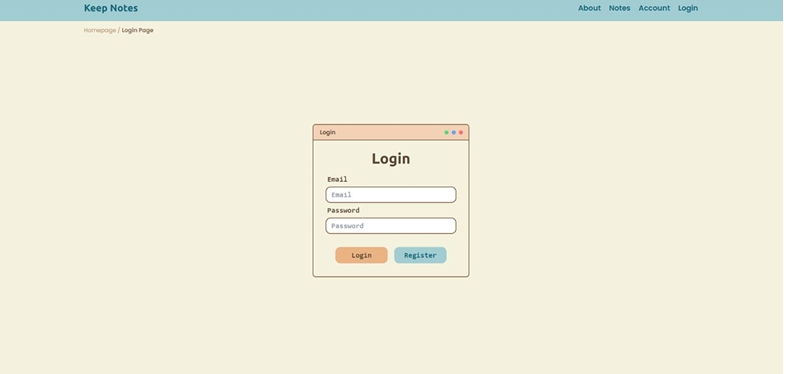 Keep Notes
About Notes Account Login
Homepage / Login Page
Login
Login
Email
Email
Password
Password
Login Register